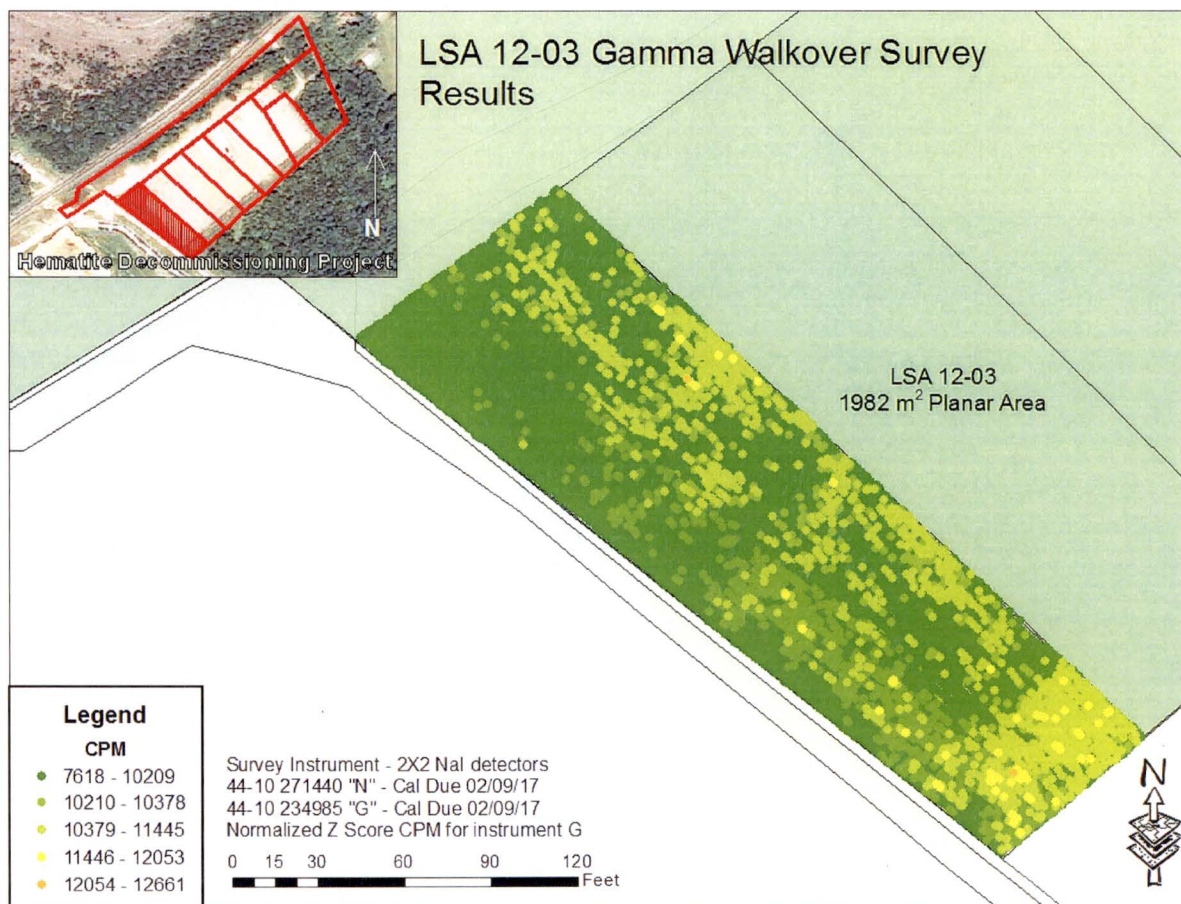 LSA 12-03 Gamma Walkover Survey
Results
N
Hematite Decommissioning Project
LSA 12-03
1982 m² Planar Area
Legend
CPM
7618 - 10209
10210 - 10378
10379 - 11445
11446 - 12053
12054 - 12661
Survey Instrument - 2X2 NaI detectors
44-10 271440 "N" - Cal Due 02/09/17
44-10 234985 "G" - Cal Due 02/09/17
Normalized Z Score CPM for instrument G
0 15 30 60 90 120
Feet
N